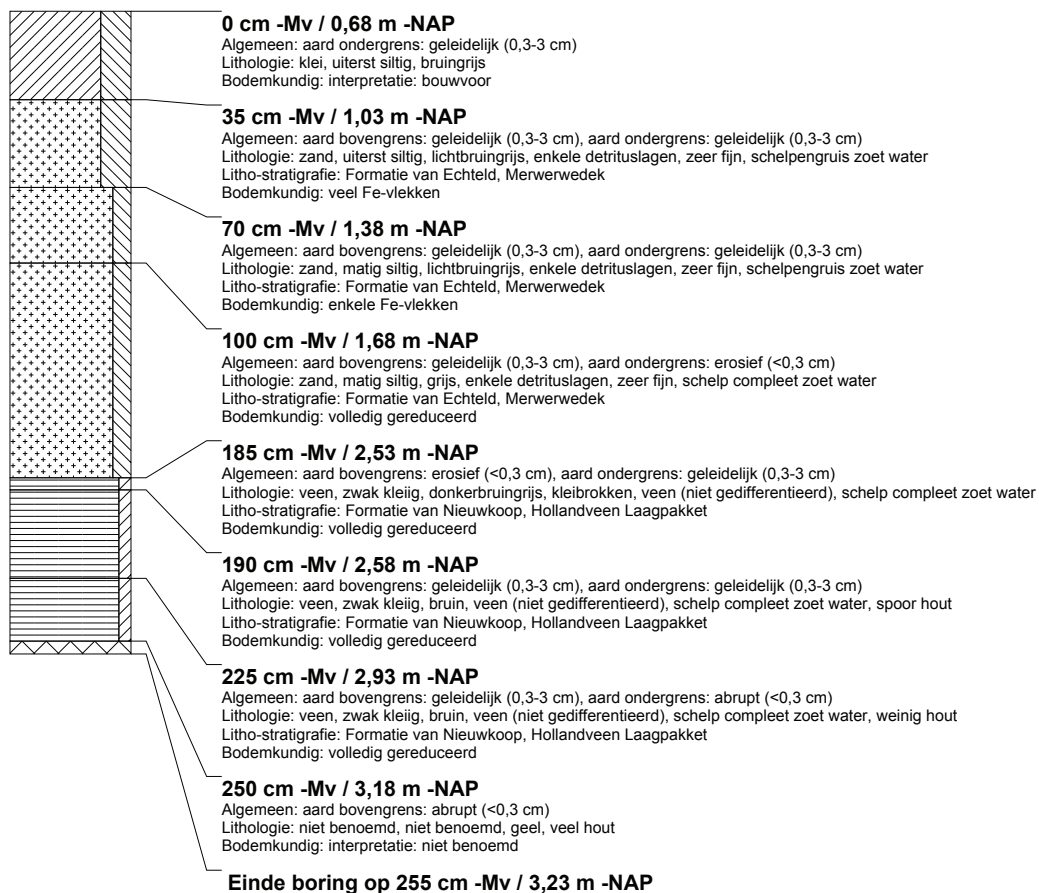 0 cm -Mv / 0,68 m -NAP
Algemeen: aard ondergrens: geleidelijk (0,3-3 cm)
Lithologie: klei, uiterst siltig, bruingrijs
Bodemkundig: interpretatie: bouwvoor
35 cm -Mv / 1,03 m -NAP
Algemeen: aard bovengrens: geleidelijk (0,3-3 cm), aard ondergrens: geleidelijk (0,3-3 cm)
Lithologie: zand, uiterst siltig, lichtbruingrijs, enkele detrituslagen, zeer fijn, schelpengruis zoet water
Litho-stratigrafie: Formatie van Echteld, Merwerwedek
Bodemkundig: veel Fe-vlekken
70 cm -Mv / 1,38 m -NAP
Algemeen: aard bovengrens: geleidelijk (0,3-3 cm), aard ondergrens: geleidelijk (0,3-3 cm)
Lithologie: zand, matig siltig, lichtbruingrijs, enkele detrituslagen, zeer fijn, schelpengruis zoet water
Litho-stratigrafie: Formatie van Echteld, Merwerwedek
Bodemkundig: enkele Fe-vlekken
100 cm -Mv / 1,68 m -NAP
Algemeen: aard bovengrens: geleidelijk (0,3-3 cm), aard ondergrens: erosief (<0,3 cm)
Lithologie: zand, matig siltig, grijs, enkele detrituslagen, zeer fijn, schelp compleet zoet water
Litho-stratigrafie: Formatie van Echteld, Merwerwedek
Bodemkundig: volledig gereduceerd
185 cm -Mv / 2,53 m -NAP
Algemeen: aard bovengrens: erosief (<0,3 cm), aard ondergrens: geleidelijk (0,3-3 cm)
Lithologie: veen, zwak kleiig, donkerbruingrijs, kleibrokken, veen (niet gedifferentieerd), schelp compleet zoet water
Litho-stratigrafie: Formatie van Nieuwkoop, Hollandveen Laagpakket
Bodemkundig: volledig gereduceerd
190 cm -Mv / 2,58 m -NAP
Algemeen: aard bovengrens: geleidelijk (0,3-3 cm), aard ondergrens: geleidelijk (0,3-3 cm)
Lithologie: veen, zwak kleiig, bruin, veen (niet gedifferentieerd), schelp compleet zoet water, spoor hout
Litho-stratigrafie: Formatie van Nieuwkoop, Hollandveen Laagpakket
Bodemkundig: volledig gereduceerd
225 cm -Mv / 2,93 m -NAP
Algemeen: aard bovengrens: geleidelijk (0,3-3 cm), aard ondergrens: abrupt (<0,3 cm)
Lithologie: veen, zwak kleiig, bruin, veen (niet gedifferentieerd), schelp compleet zoet water, weinig hout
Litho-stratigrafie: Formatie van Nieuwkoop, Hollandveen Laagpakket
Bodemkundig: volledig gereduceerd
250 cm -Mv / 3,18 m -NAP
Algemeen: aard bovengrens: abrupt (<0,3 cm)
Lithologie: niet benoemd, niet benoemd, geel, veel hout
Bodemkundig: interpretatie: niet benoemd
Einde boring op 255 cm -Mv / 3,23 m -NAP